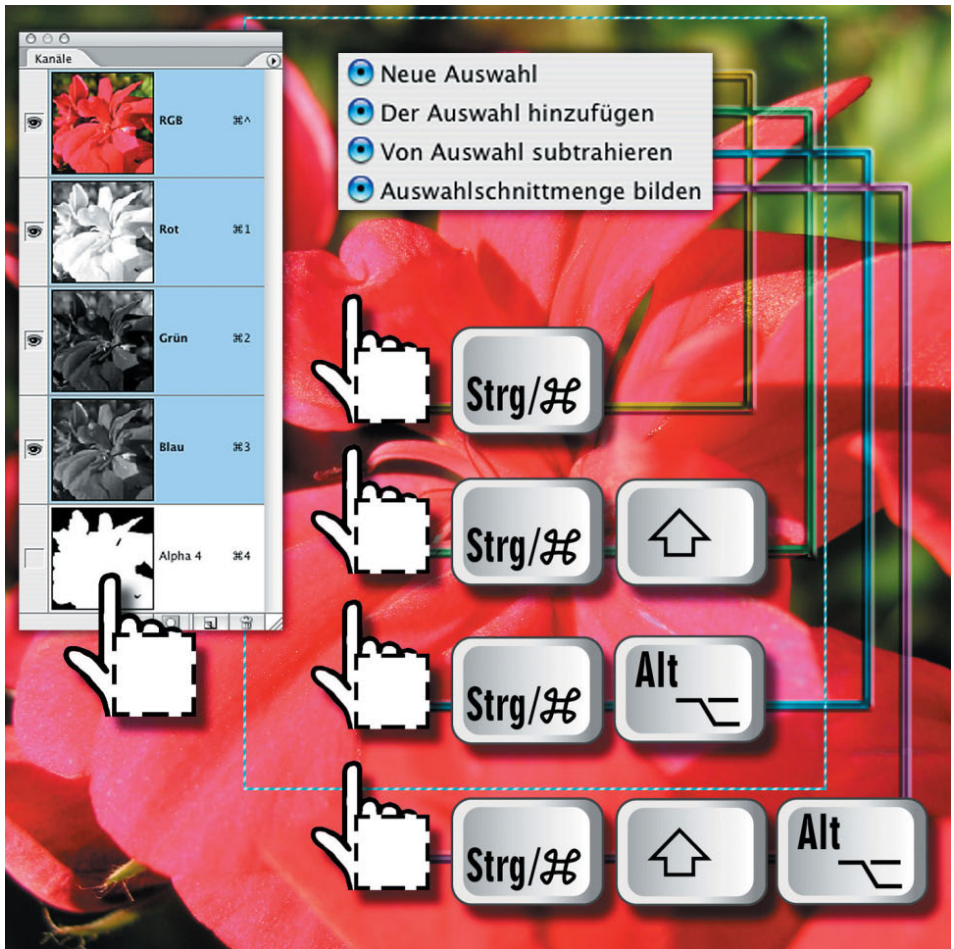 Kanäle
RGB ⌘^
Rot ⌘1
Grün ⌘2
Blau ⌘3
Alpha 4 ⌘4
Neue Auswahl
Der Auswahl hinzufügen
Von Auswahl subtrahieren
Auswahlschnittmenge bilden
Strg/⌘
Strg/⌘
Strg/⌘ Alt
Strg/⌘ Alt